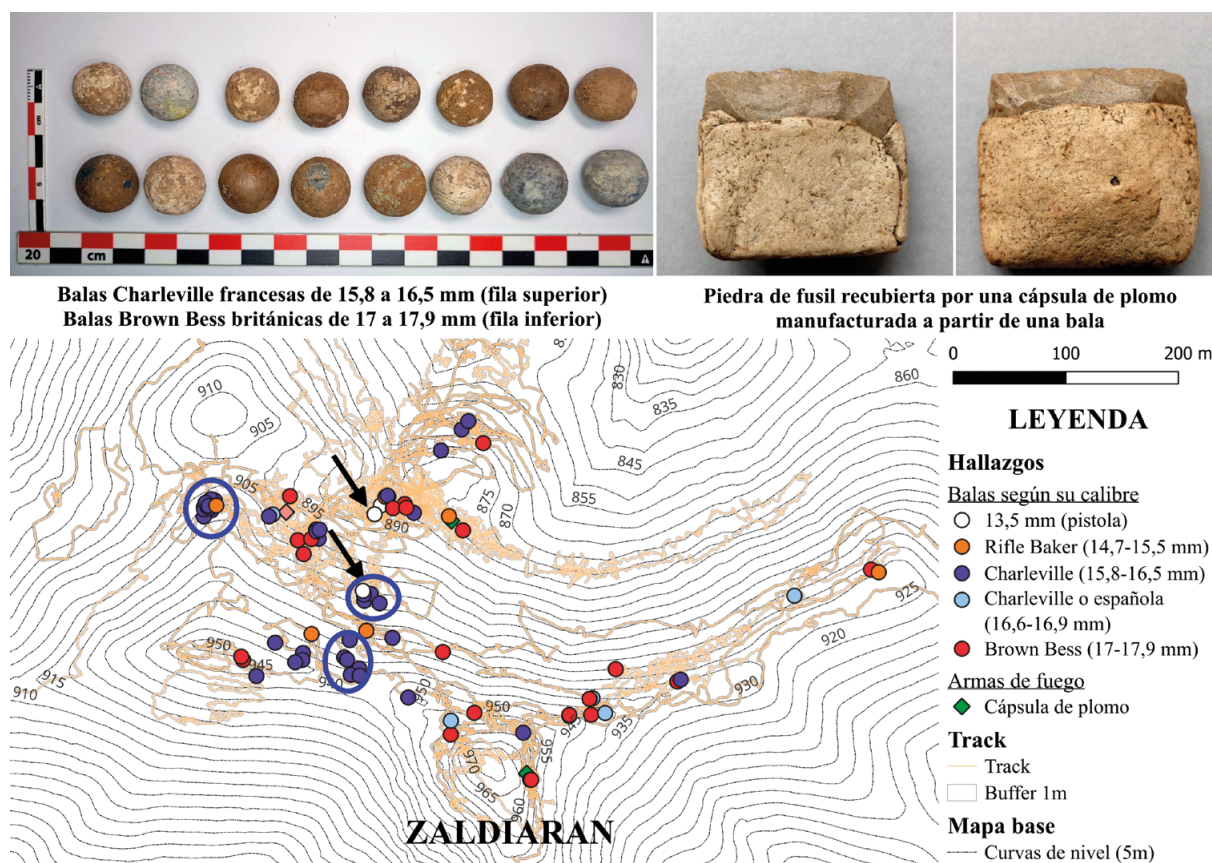 cm
5
20
cm
Balas Charleville francesas de 15,8 a 16,5 mm (fila superior)
Balas Brown Bess británicas de 17 a 17,9 mm (fila inferior)
Piedra de fusil recubierta por una cápsula de plomo
manufacturada a partir de una bala
0 100 200 m
LEYENDA
Hallazgos
Balas según su calibre
13,5 mm (pistola)
Rifle Baker (14,7-15,5 mm)
Charleville (15,8-16,5 mm)
Charleville o española
(16,6-16,9 mm)
Brown Bess (17-17,9 mm)
Armas de fuego
Cápsula de plomo
Track
Track
Buffer 1m
Mapa base
Curvas de nivel (5m)
910
905
905
895
890
830
835
860
845
855
875
870
925
920
930
950
945
940
915
910
950
950
945
935
955
970
965
960
ZALDIARAN